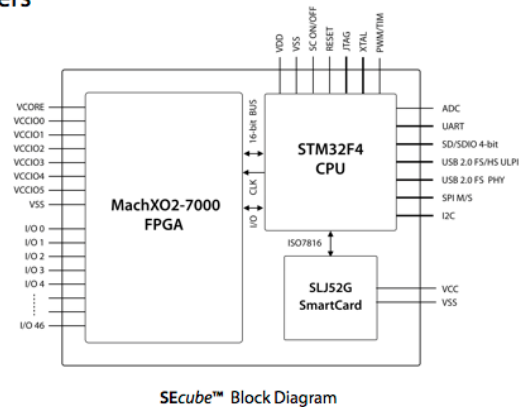 ers
VDD
VSS
SC ON/OFF
RESET
JTAG
XTAL
PWM/TIM
VCORE
VCCIO0
VCCIO1
VCCIO2
VCCIO3
VCCIO4
VCCIO5
VSS
I/O 0
I/O 1
I/O 2
I/O 3
I/O 4
I/O 46
MachXO2-7000
FPGA
16-bit BUS
CLK
I/O
STM32F4
CPU
ADC
UART
SD/SDIO 4-bit
USB 2.0 FS/HS ULPI
USB 2.0 FS PHY
SPI M/S
I2C
ISO7816
SLJ52G
SmartCard
VCC
VSS
SEcube™ Block Diagram